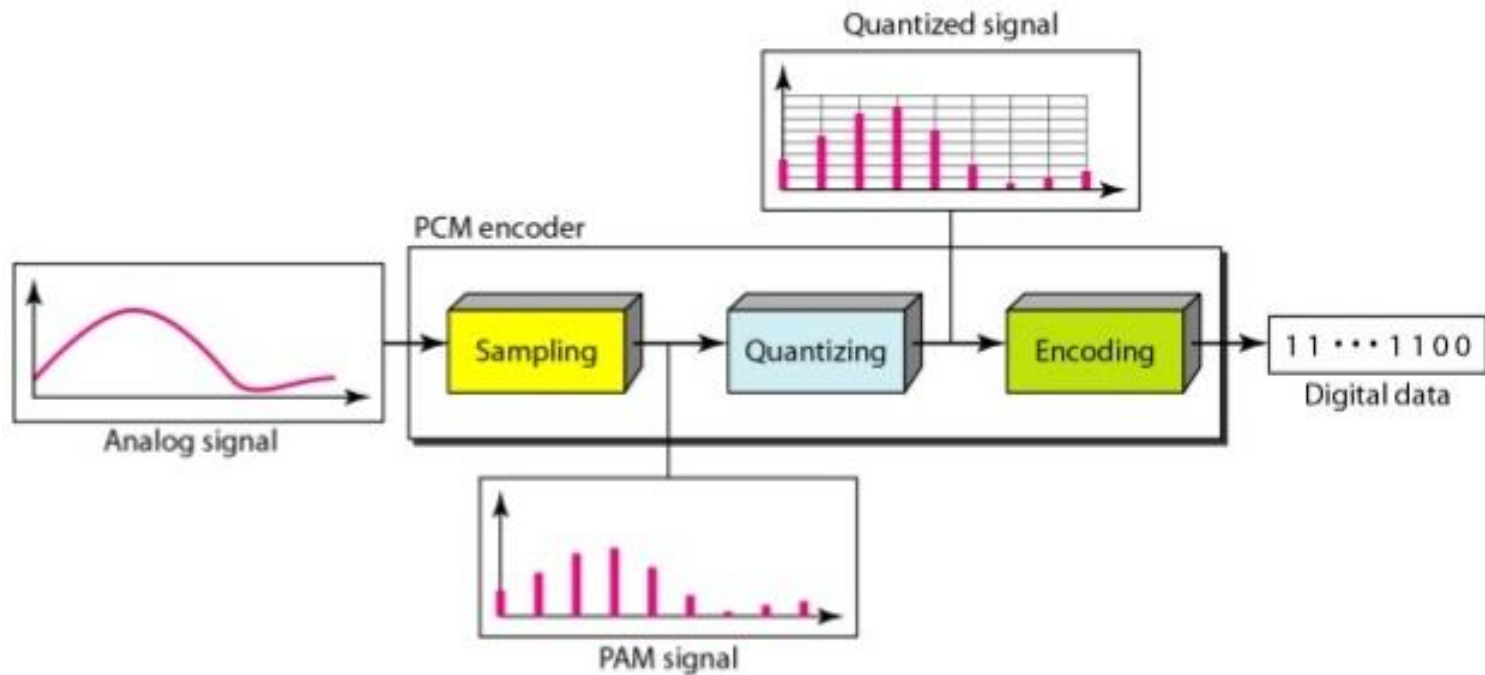 Quantized signal
PCM encoder
Sampling
Quantizing
Encoding
11···1100
Digital data
Analog signal
PAM signal